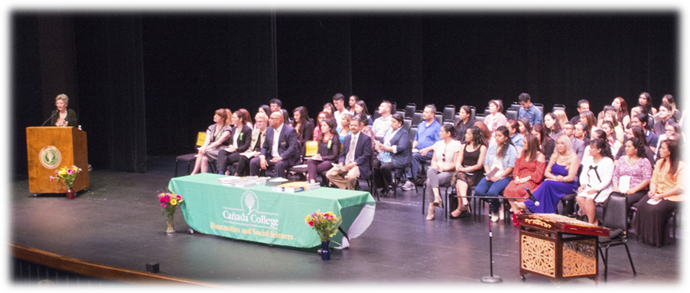 Cañada College
Humanities and Social Sciences